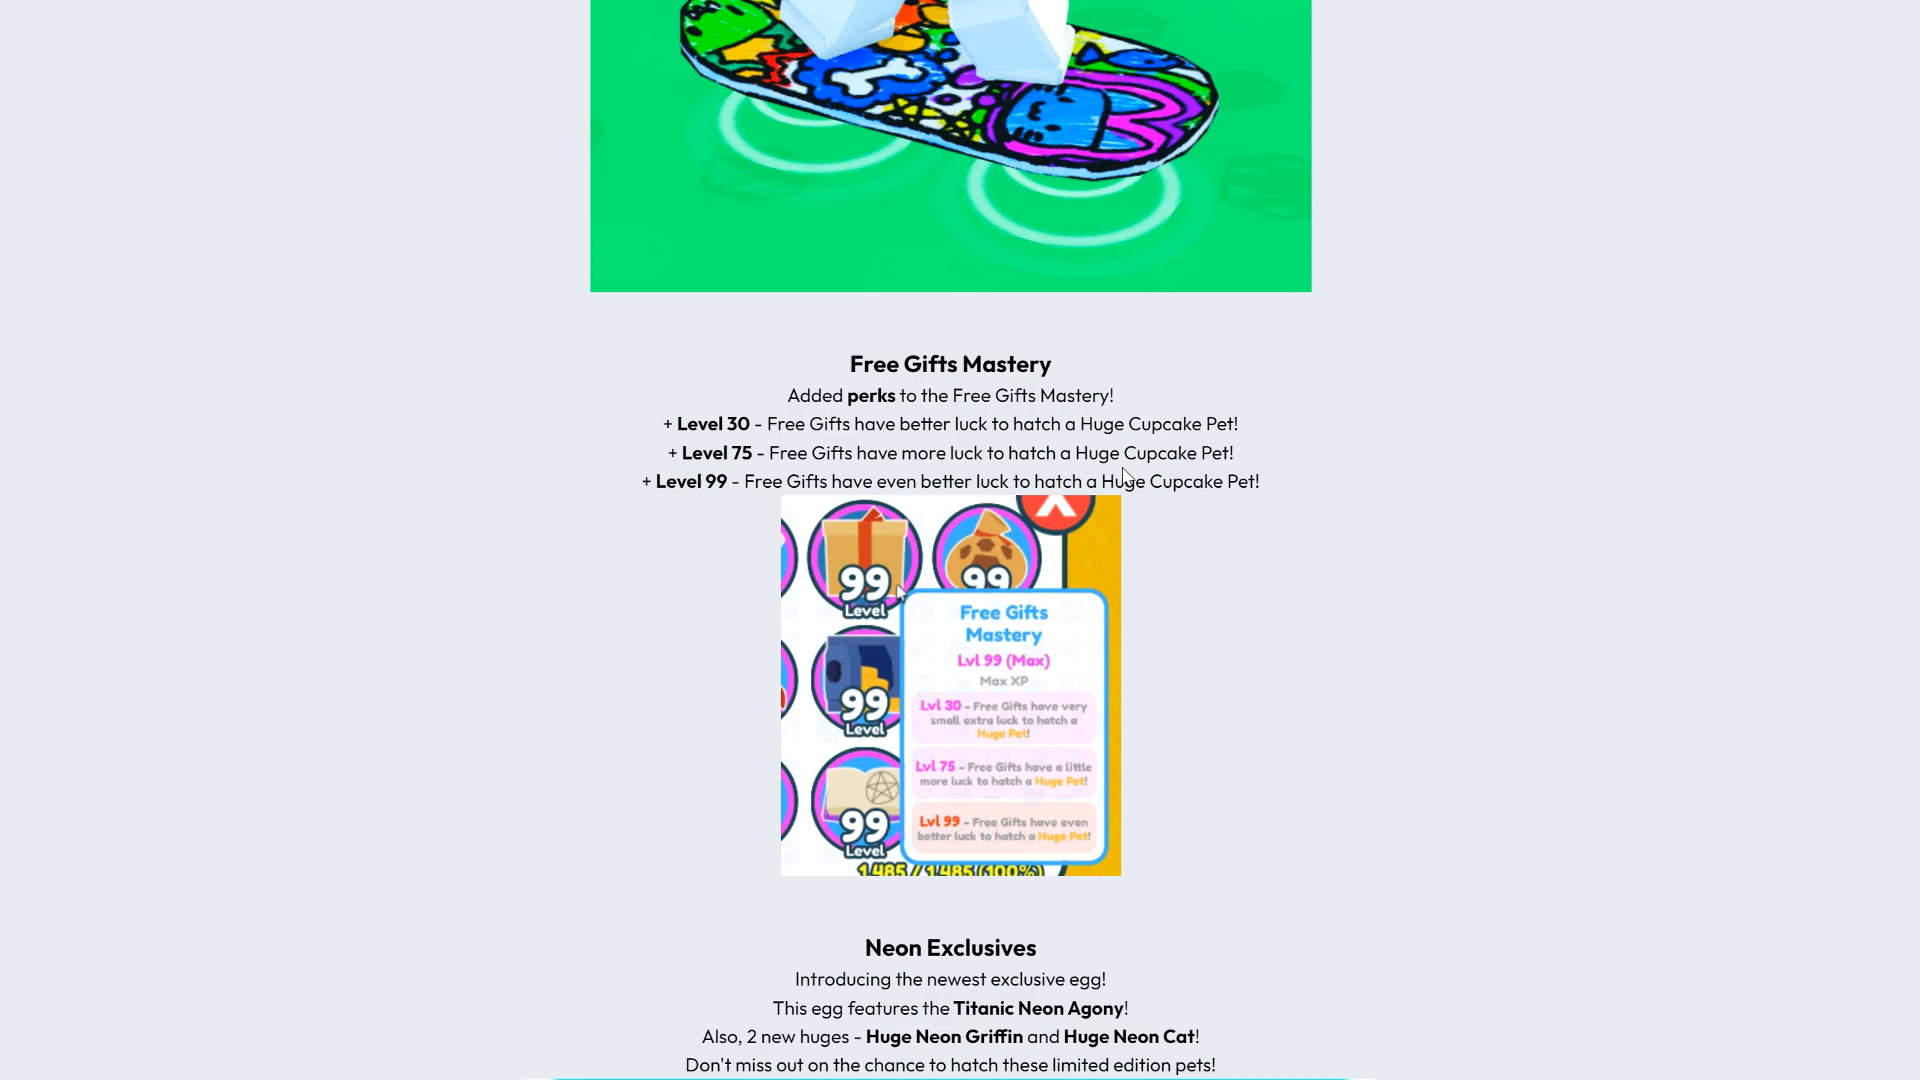 Free Gifts Mastery
Added perks to the Free Gifts Mastery!
+ Level 30 - Free Gifts have better luck to hatch a Huge Cupcake Pet!
+ Level 75 - Free Gifts have more luck to hatch a Huge Cupcake Pet!
+ Level 99 - Free Gifts have even better luck to hatch a Huge Cupcake Pet!
99
Level
99
Free Gifts
Mastery
Lvl 99 (Max)
Max XP
99
Level
Lvl 30 - Free Gifts have very
small extra luck to hatch a
Huge Pet!
Lvl 75 - Free Gifts have a little
more luck to hatch a Huge Pet!
99
Level
Lvl 99 - Free Gifts have even
better luck to hatch a Huge Pet!
1,485 / 1,485 (100%)
Neon Exclusives
Introducing the newest exclusive egg!
This egg features the Titanic Neon Agony!
Also, 2 new huges - Huge Neon Griffin and Huge Neon Cat!
Don't miss out on the chance to hatch these limited edition pets!